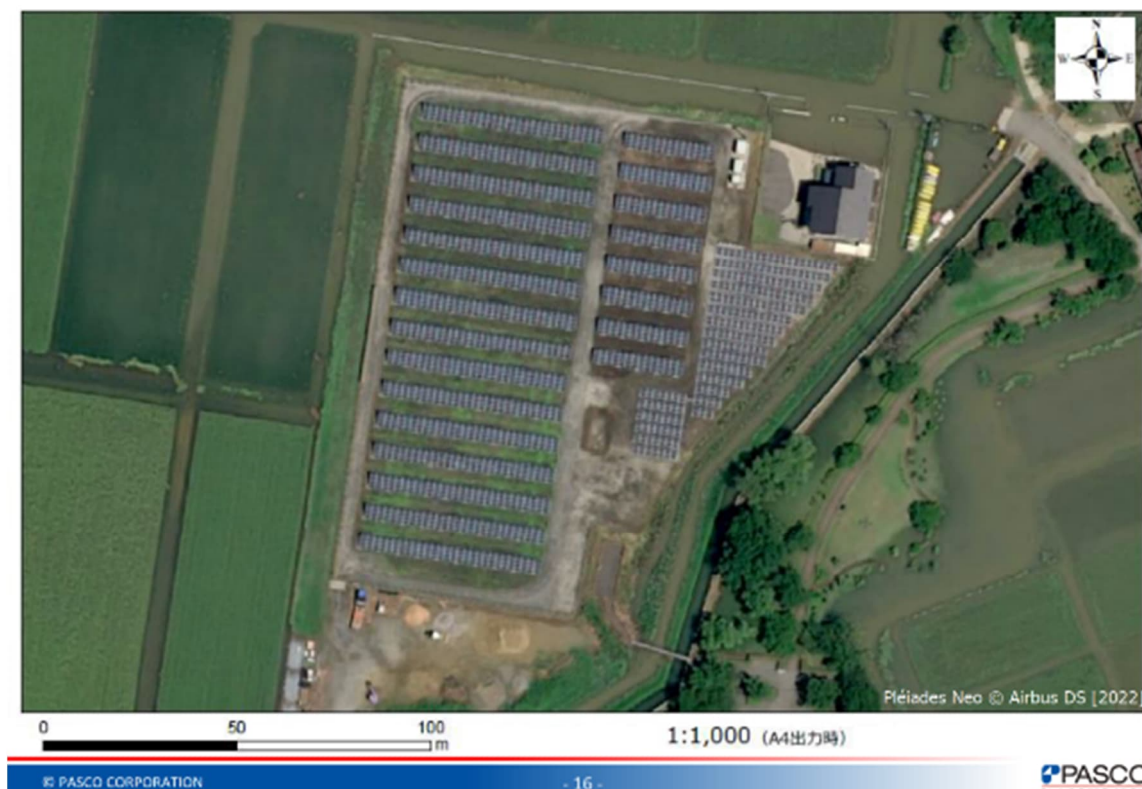 N
W E
S
Pléiades Neo © Airbus DS [2022]
0 50 100
m
1:1,000 (A4出力時)
© PASCO CORPORATION
- 16 -
PASCO